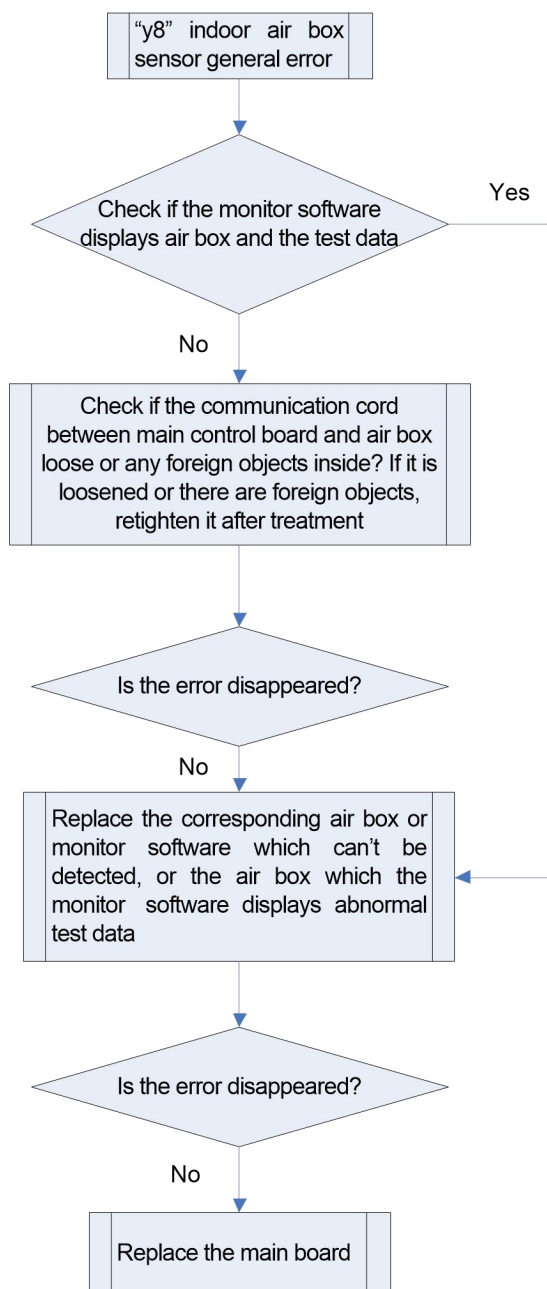 “y8” indoor air box
sensor general error
Check if the monitor software
displays air box and the test data
Yes
No
Check if the communication cord
between main control board and air box
loose or any foreign objects inside? If it is
loosened or there are foreign objects,
retighten it after treatment
Is the error disappeared?
No
Replace the corresponding air box or
monitor software which can’t be
detected, or the air box which the
monitor software displays abnormal
test data
Is the error disappeared?
No
Replace the main board